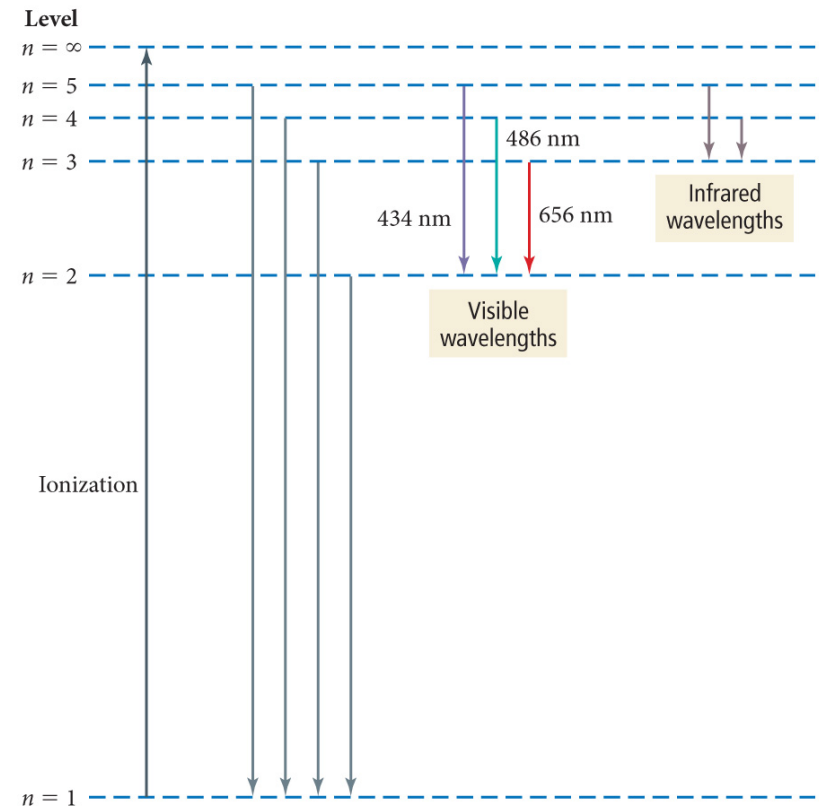 Level
n = ∞
n = 5
n = 4
486 nm
n = 3
Infrared
wavelengths
434 nm
656 nm
n = 2
Visible
wavelengths
Ionization
n = 1